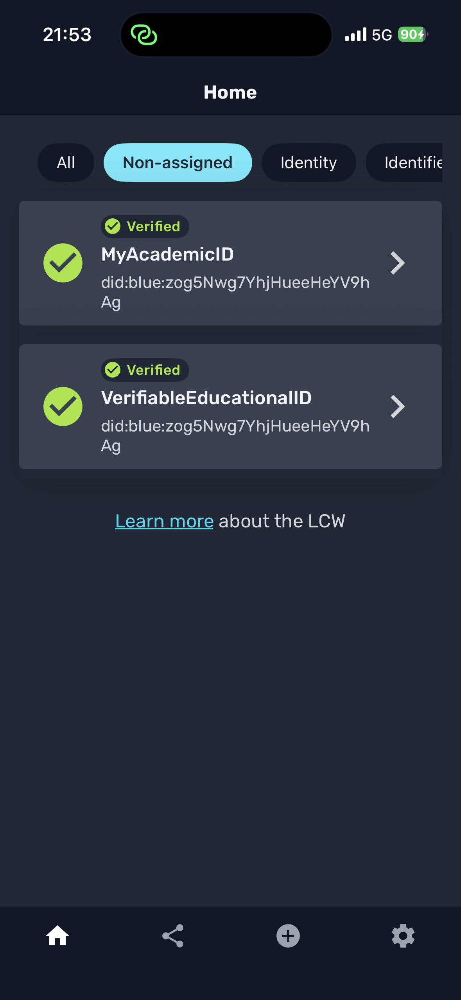 21:53
5G 90
Home
All Non-assigned Identity Identifie
Verified
MyAcademicID
did:blue:zog5Nwg7YhjHueeHeYV9h
Ag
Verified
VerifiableEducationalID
did:blue:zog5Nwg7YhjHueeHeYV9h
Ag
Learn more about the LCW